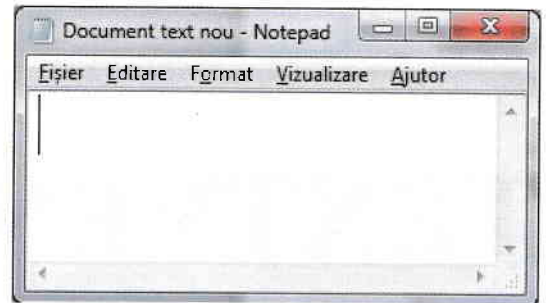 Document text nou - Notepad
Fișier Editare Format Vizualizare Ajutor